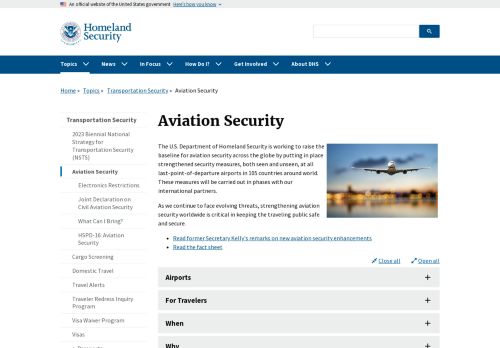 An official website of the United States government Here's how you know
Homeland
Security
Topics
News
In Focus
How Do I?
Get Involved
About DHS
Home » Topics » Transportation Security » Aviation Security
Transportation Security
2023 Biennial National
Strategy for
Transportation Security
(NSTS)
Aviation Security
Electronics Restrictions
Joint Declaration on
Civil Aviation Security
What Can I Bring?
HSPD-16: Aviation
Security
Cargo Screening
Domestic Travel
Travel Alerts
Traveler Redress Inquiry
Program
Visa Waiver Program
Visas
Aviation Security
The U.S. Department of Homeland Security is working to raise the
baseline for aviation security across the globe by putting in place
strengthened security measures, both seen and unseen, at all
last-point-of-departure airports in 105 countries around world.
These measures will be carried out in phases with our
international partners.
As we continue to face evolving threats, strengthening aviation
security worldwide is critical in keeping the traveling public safe
and secure.
Read former Secretary Kelly's remarks on new aviation security enhancements
Read the fact sheet
Close all
Open all
Airports
For Travelers
When
Why